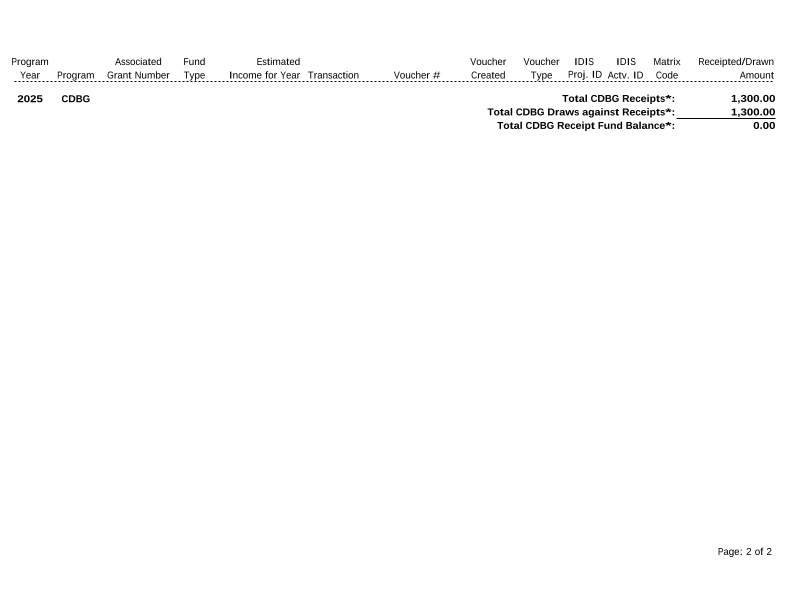 Program Associated Fund Estimated Voucher Voucher IDIS IDIS Matrix Receipted/Drawn
Year Program Grant Number Type Income for Year Transaction Voucher # Created Type Proj. ID Actv. ID Code Amount
2025 CDBG Total CDBG Receipts*: 1,300.00
Total CDBG Draws against Receipts*: 1,300.00
Total CDBG Receipt Fund Balance*: 0.00
Page: 2 of 2